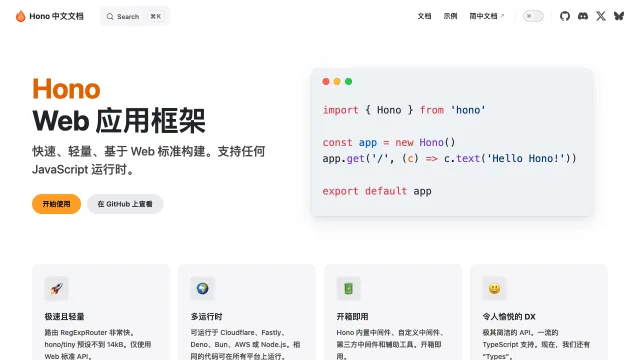 Hono 中文文档
Search
⌘K
文档
示例
简中文档
Hono
Web 应用框架
快速、轻量、基于 Web 标准构建。支持任何
JavaScript 运行时。
开始使用
在 GitHub 上查看
import { Hono } from 'hono'
const app = new Hono()
app.get('/', (c) => c.text('Hello Hono!'))
export default app
极速且轻量
路由 RegExpRouter 非常快。
hono/tiny 预设不到 14kB。仅使用
Web 标准 API。
多运行时
可运行于 Cloudflare、Fastly、
Deno、Bun、AWS 或 Node.js。相
同的代码可在所有平台上运行。
开箱即用
Hono 内置中间件、自定义中间件、
第三方中间件和辅助工具。开箱即
用。
令人愉悦的 DX
极其简洁的 API。一流的
TypeScript 支持。现在，我们还有
“Types”。